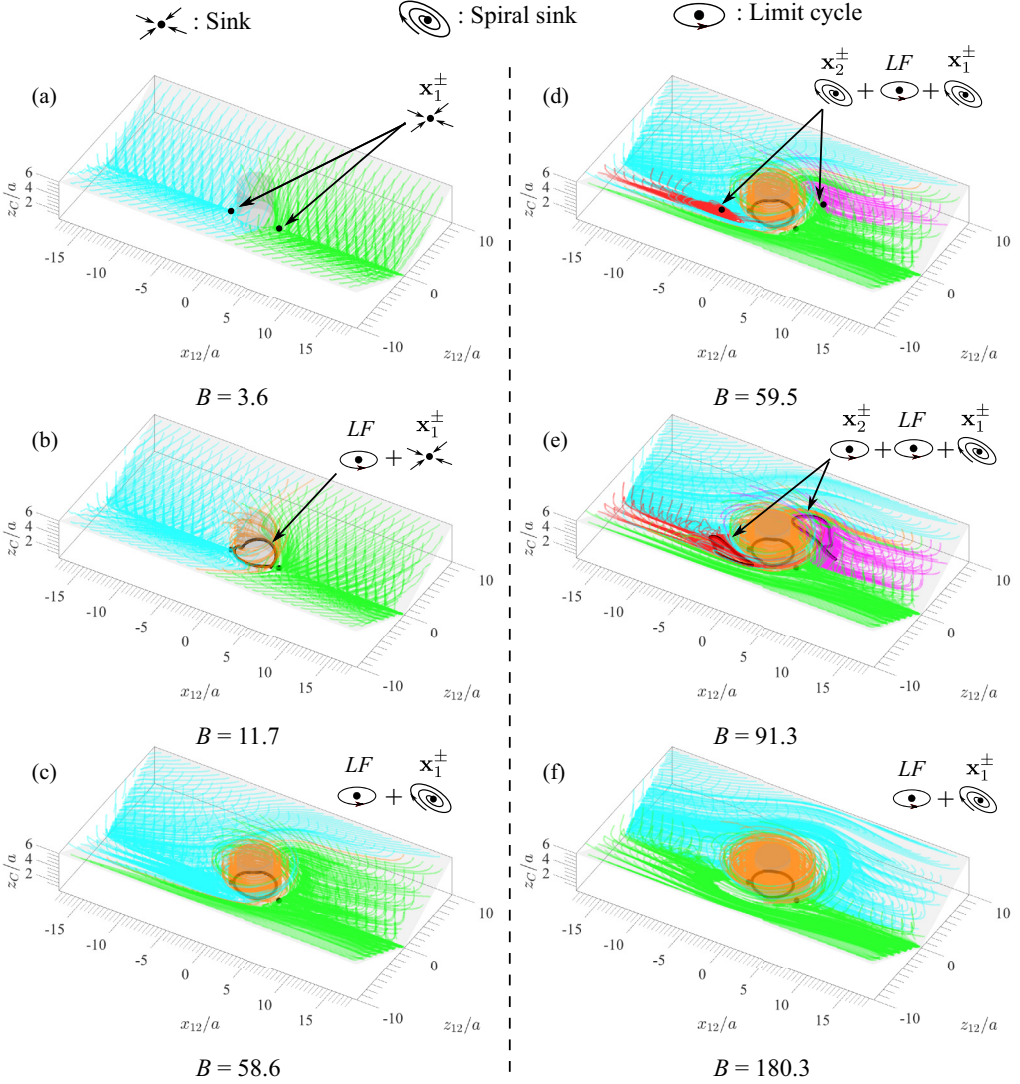 : Sink
: Spiral sink
: Limit cycle
(a)
x₁±
6
4
2
z_C/a
-15
-10
-5
0
5
10
15
x₁₂/a
-10
0
10
z₁₂/a
B = 3.6
(b)
LF + x₁±
6
4
2
z_C/a
-15
-10
-5
0
5
10
15
x₁₂/a
-10
0
10
z₁₂/a
B = 11.7
(c)
LF + x₁±
6
4
2
z_C/a
-15
-10
-5
0
5
10
15
x₁₂/a
-10
0
10
z₁₂/a
B = 58.6
(d)
x₂± + LF + x₁±
6
4
2
z_C/a
-15
-10
-5
0
5
10
15
x₁₂/a
-10
0
10
z₁₂/a
B = 59.5
(e)
x₂± + LF + x₁±
6
4
2
z_C/a
-15
-10
-5
0
5
10
15
x₁₂/a
-10
0
10
z₁₂/a
B = 91.3
(f)
LF + x₁±
6
4
2
z_C/a
-15
-10
-5
0
5
10
15
x₁₂/a
-10
0
10
z₁₂/a
B = 180.3